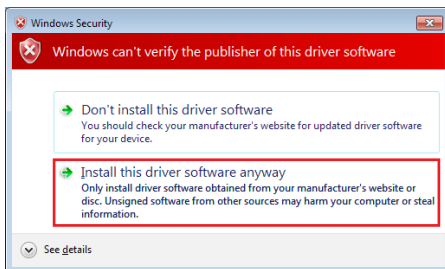 Windows Security
Windows can't verify the publisher of this driver software
Don't install this driver software
You should check your manufacturer's website for updated driver software
for your device.
Install this driver software anyway
Only install driver software obtained from your manufacturer's website or
disc. Unsigned software from other sources may harm your computer or steal
information.
See details